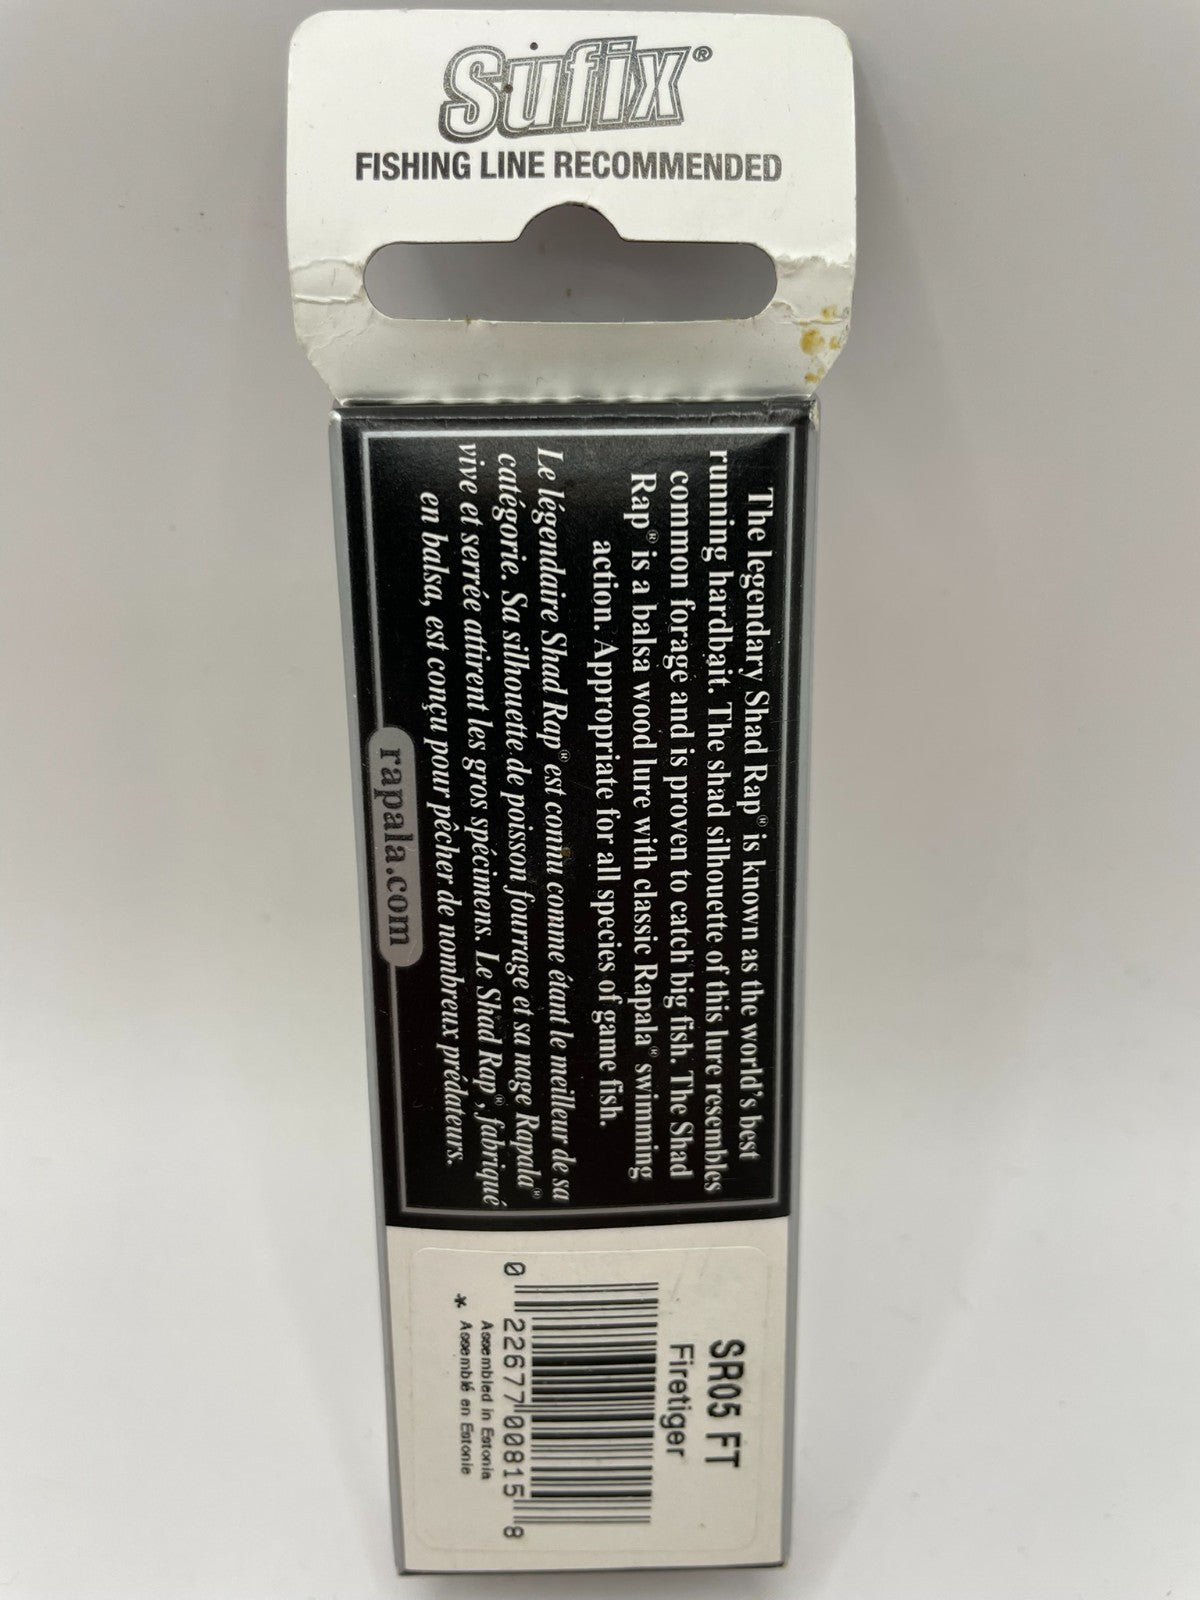 Sufix®
FISHING LINE RECOMMENDED
The legendary Shad Rap® is known as the world's best
running hardbait. The shad silhouette of this lure resembles
common forage and is proven to catch big fish. The Shad
Rap® is a balsa wood lure with classic Rapala® swimming
action. Appropriate for all species of game fish.
Le légendaire Shad Rap® est connu comme étant le meilleur de sa
catégorie. Sa silhouette de poisson fourrage et sa nage Rapala®
vive et serrée attirent les gros spécimens. Le Shad Rap®, fabriqué
en balsa, est conçu pour pêcher de nombreux prédateurs.
rapala.com
SR05 FT
Firetiger
0 22677 00815 8
Assembled in Estonia
* Assemblé en Estonie